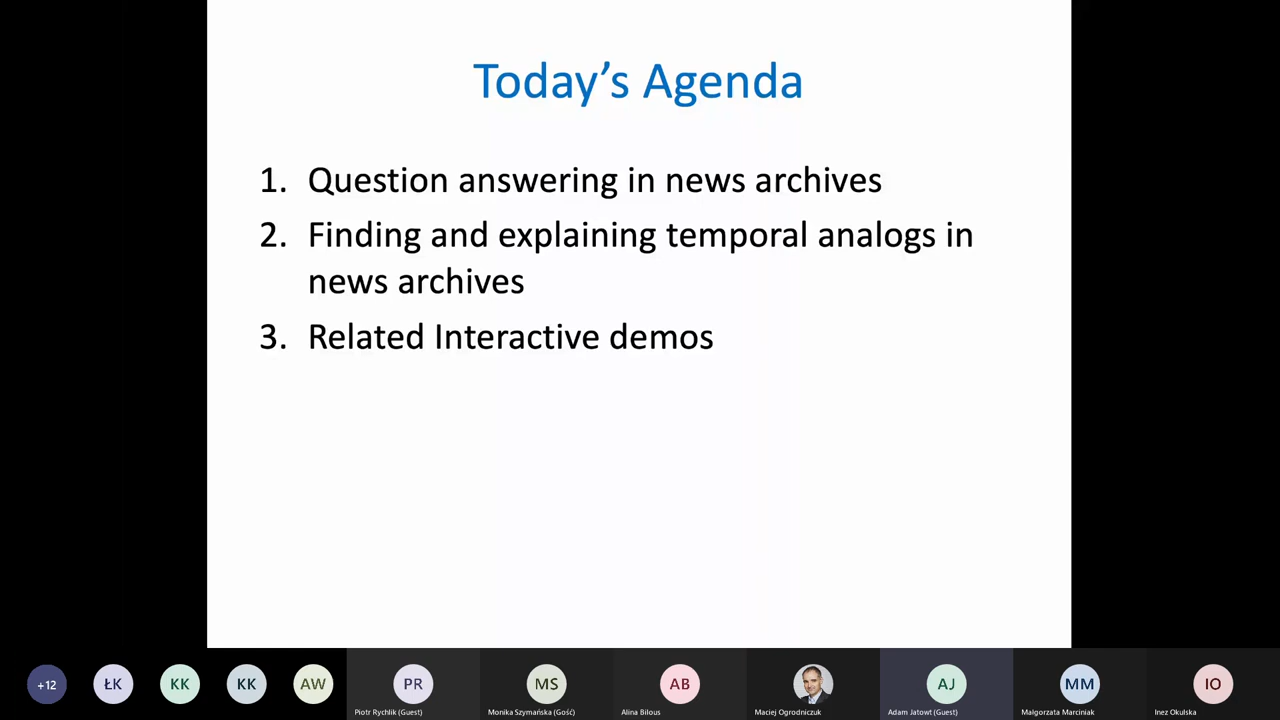 Today's Agenda
1. Question answering in news archives
2. Finding and explaining temporal analogs in
news archives
3. Related Interactive demos
+12
ŁK
KK
KK
AW
PR
MS
AB
AJ
MM
IO
Piotr Rychlik (Guest)
Monika Szymańska (Gość)
Alina Bilous
Maciej Ogrodniczuk
Adam Jatowt (Guest)
Małgorzata Marciniak
Inez Okulska